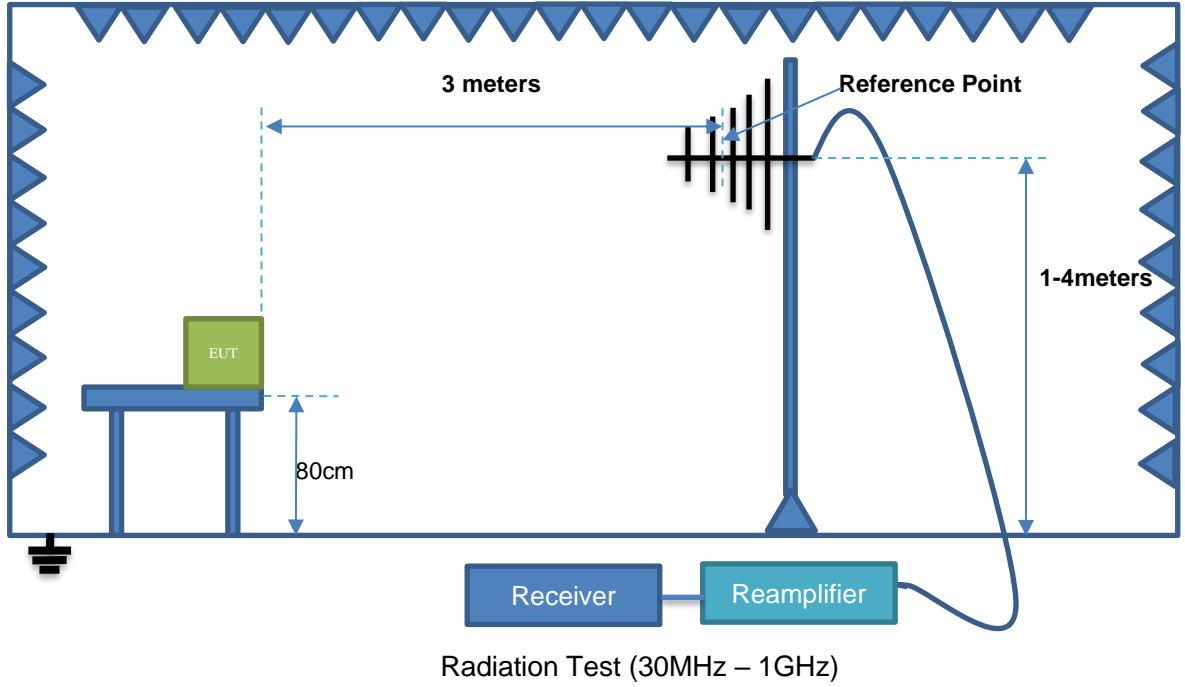 3 meters
Reference Point
1-4meters
EUT
80cm
Receiver
Reamplifier
Radiation Test (30MHz – 1GHz)